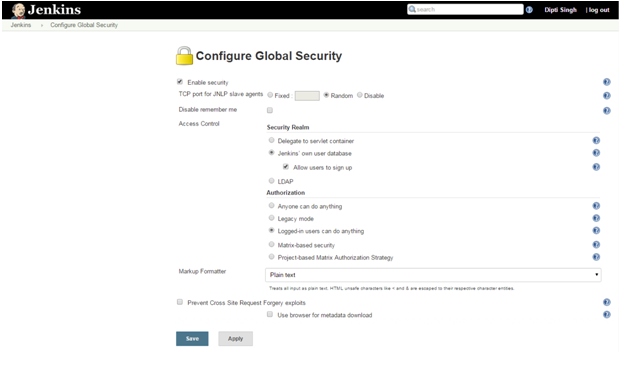 Jenkins
search
Dipti Singh | log out
Jenkins › Configure Global Security
Configure Global Security
Enable security
TCP port for JNLP slave agents Fixed : Random Disable
Disable remember me
Access Control
Security Realm
Delegate to servlet container
Jenkins' own user database
Allow users to sign up
LDAP
Authorization
Anyone can do anything
Legacy mode
Logged-in users can do anything
Matrix-based security
Project-based Matrix Authorization Strategy
Markup Formatter
Plain text
Treats all input as plain text. HTML unsafe characters like < and & are escaped to their respective character entities.
Prevent Cross Site Request Forgery exploits
Use browser for metadata download
Save Apply